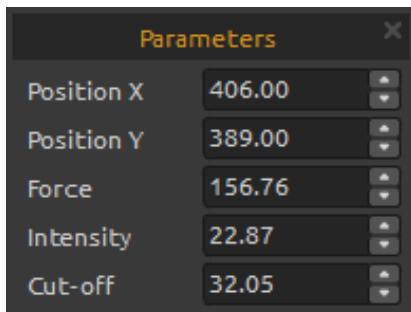 Parameters
Position X 406.00
Position Y 389.00
Force 156.76
Intensity 22.87
Cut-off 32.05